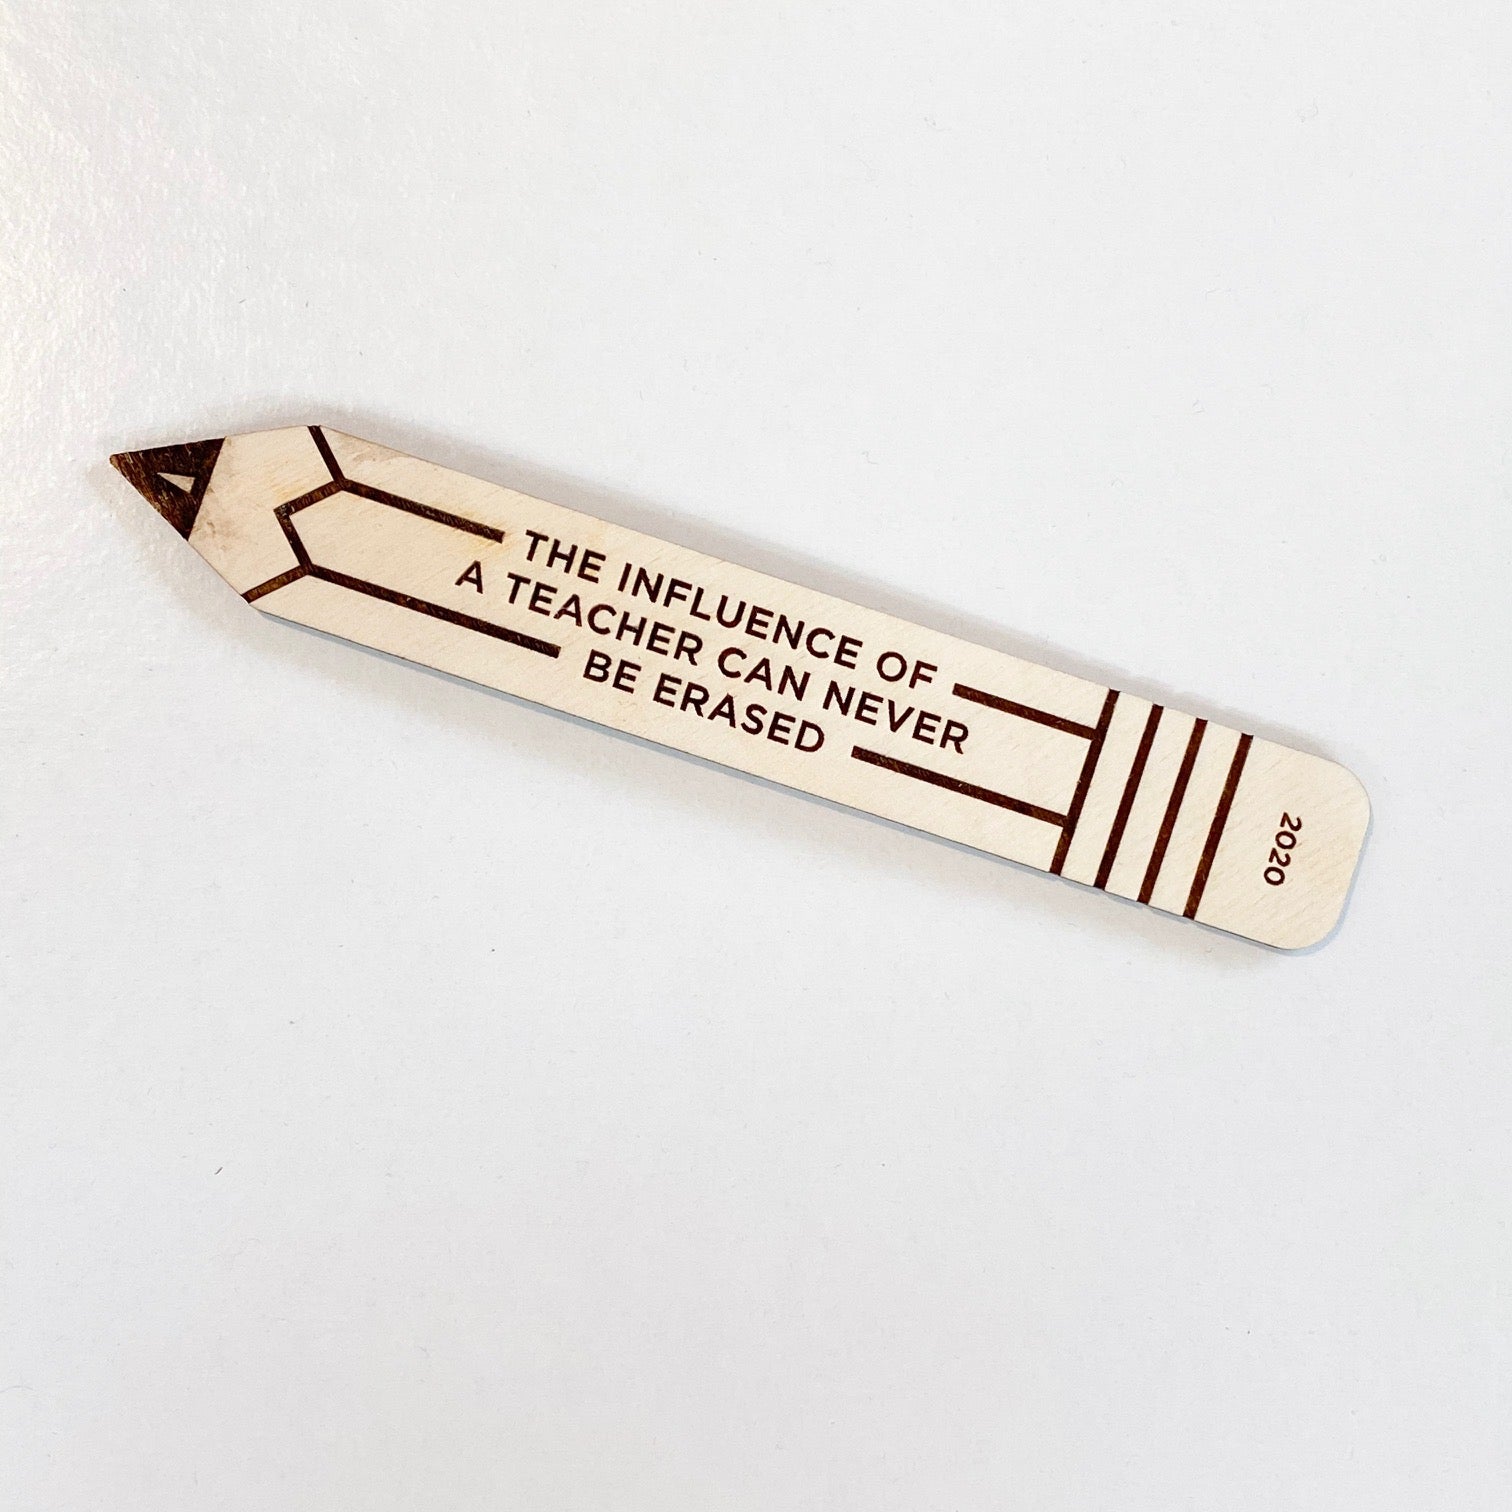 THE INFLUENCE OF
A TEACHER CAN NEVER
BE ERASED
2020